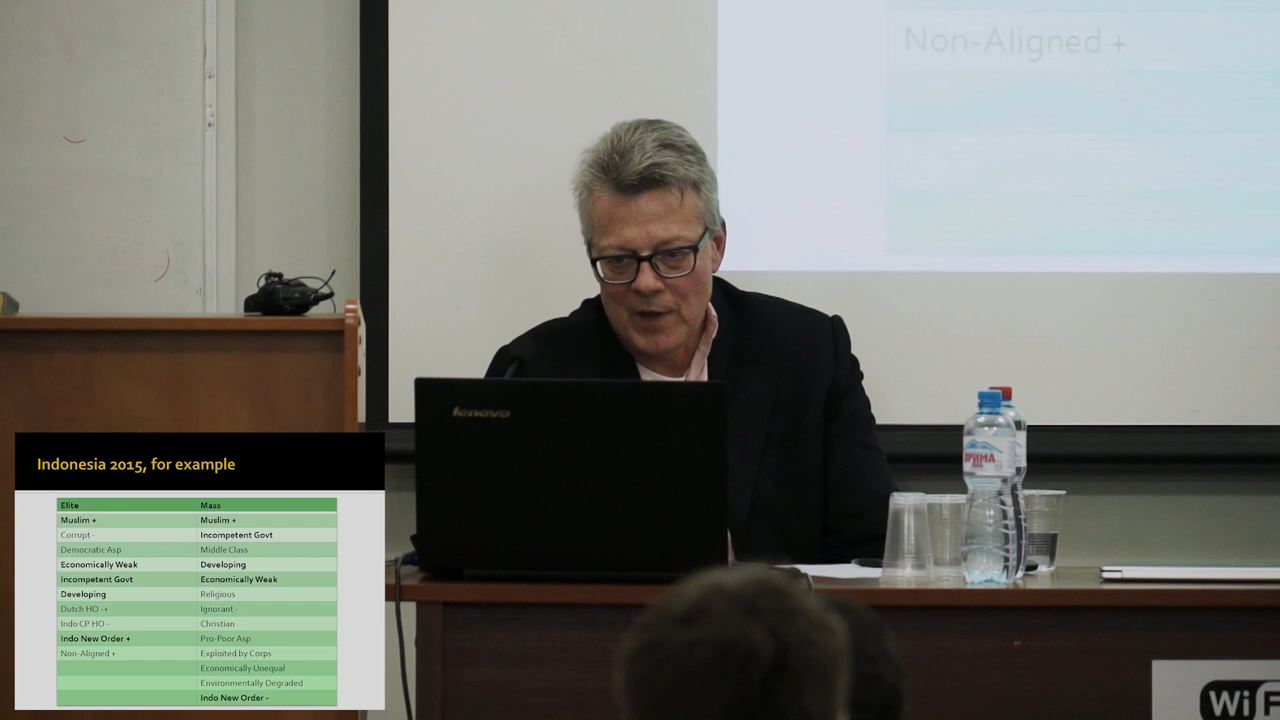 Non-Aligned +
lenovo
ПРИМА
Indonesia 2015, for example
Elite Mass
Muslim + Muslim +
Corrupt - Incompetent Govt
Democratic Asp Middle Class
Economically Weak Developing
Incompetent Govt Economically Weak
Developing Religious
Dutch HO -+ Ignorant -
Indo CP HO - Christian
Indo New Order + Pro-Poor Asp
Non-Aligned + Exploited by Corps
Economically Unequal
Environmentally Degraded
Indo New Order -
WiF